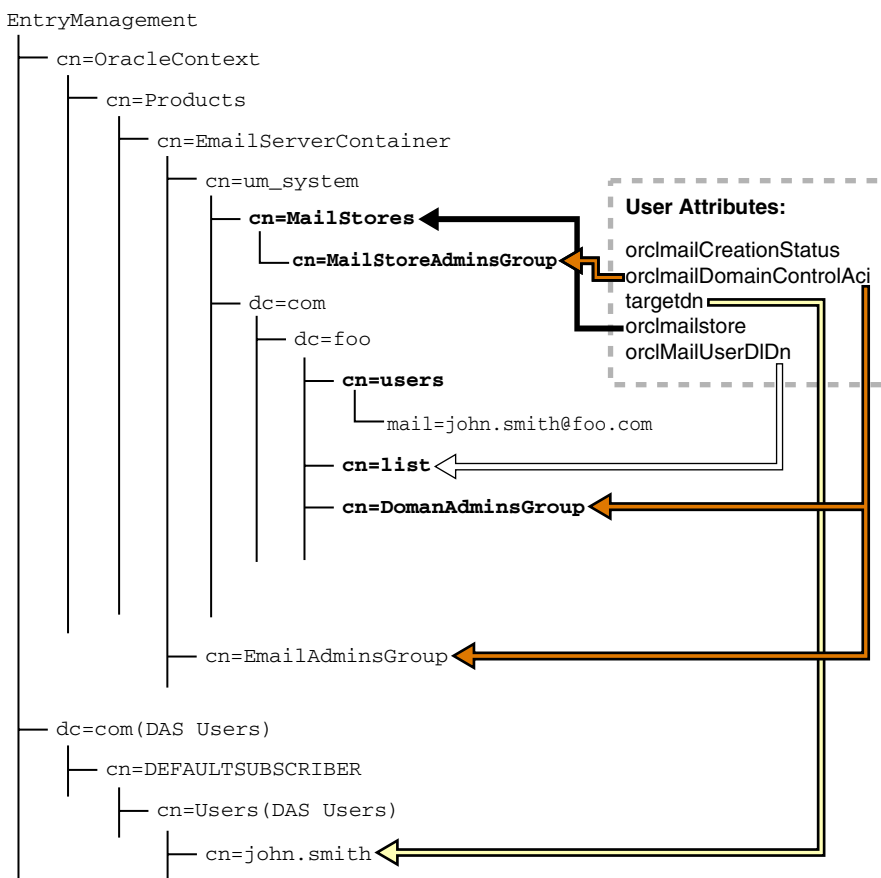 EntryManagement
cn=OracleContext
cn=Products
cn=EmailServerContainer
cn=um_system
cn=MailStores
cn=MailStoreAdminsGroup
dc=com
dc=foo
cn=users
mail=john.smith@foo.com
cn=list
cn=DomanAdminsGroup
cn=EmailAdminsGroup
dc=com(DAS Users)
cn=DEFAULTSUBSCRIBER
cn=Users(DAS Users)
cn=john.smith
User Attributes:
orclmailCreationStatus
orclmailDomainControlAci
targetdn
orclmailstore
orclMailUserDlDn